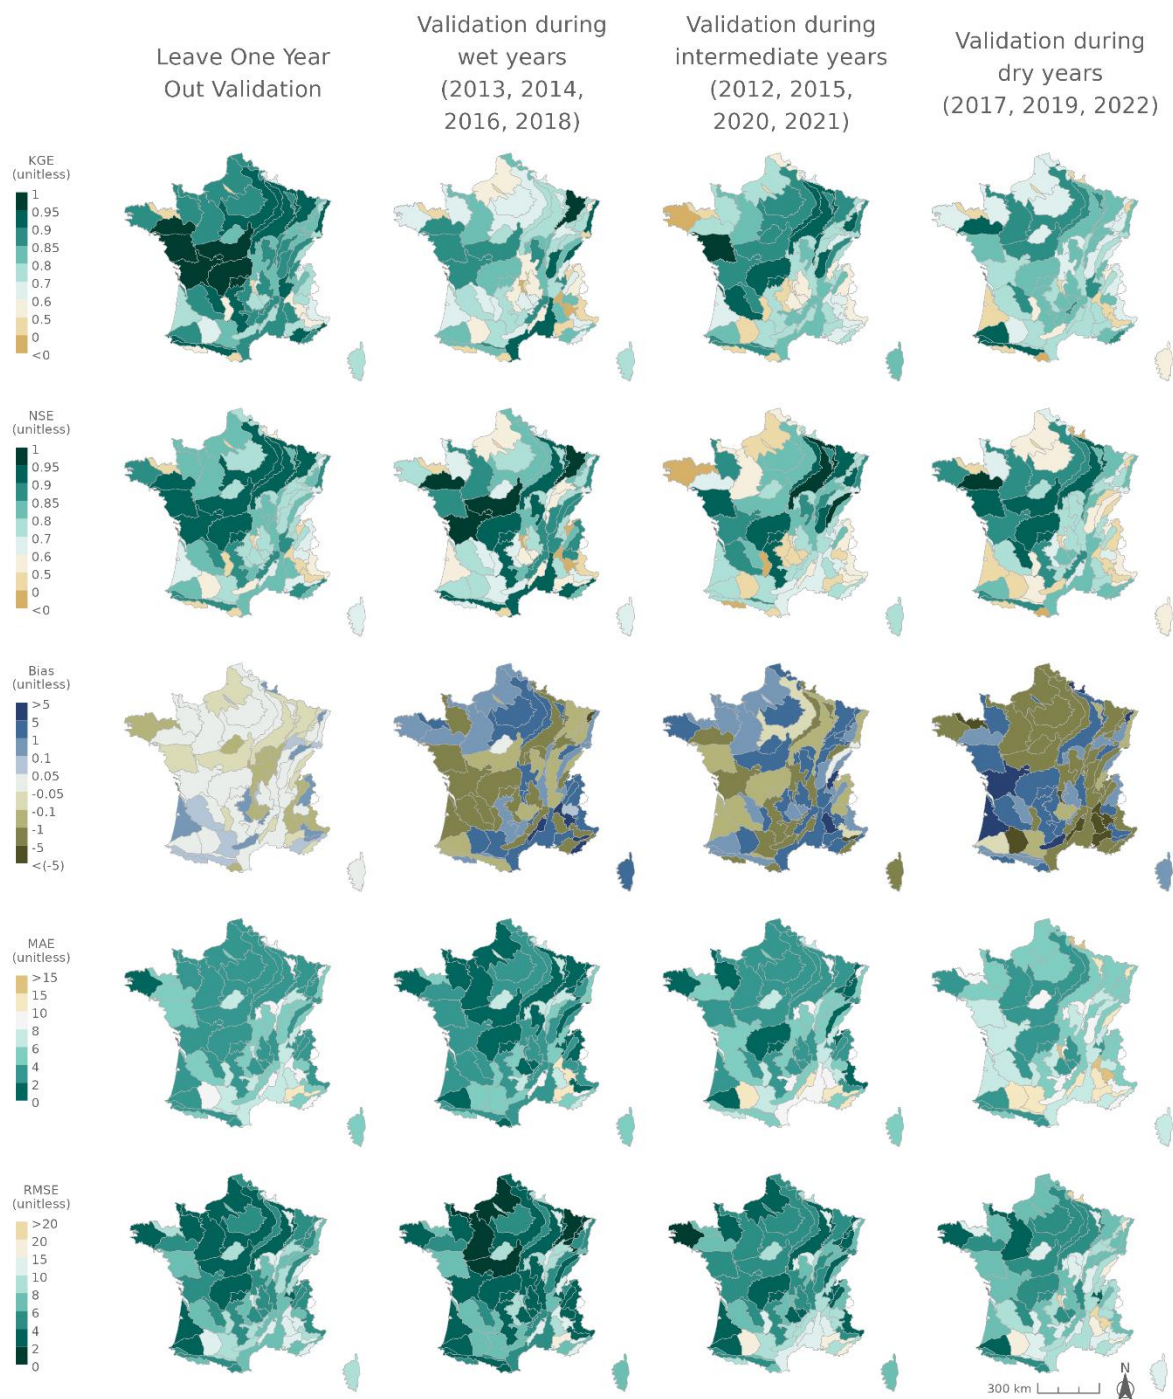 Leave One Year
Out Validation
Validation during
wet years
(2013, 2014,
2016, 2018)
Validation during
intermediate years
(2012, 2015,
2020, 2021)
Validation during
dry years
(2017, 2019, 2022)
KGE
(unitless)
1
0.95
0.9
0.85
0.8
0.7
0.6
0.5
0
<0
NSE
(unitless)
1
0.95
0.9
0.85
0.8
0.7
0.6
0.5
0
<0
Bias
(unitless)
>5
5
1
0.1
0.05
-0.05
-0.1
-1
-5
<(-5)
MAE
(unitless)
>15
15
10
8
6
4
2
0
RMSE
(unitless)
>20
20
15
10
8
6
4
2
0
300 km
N